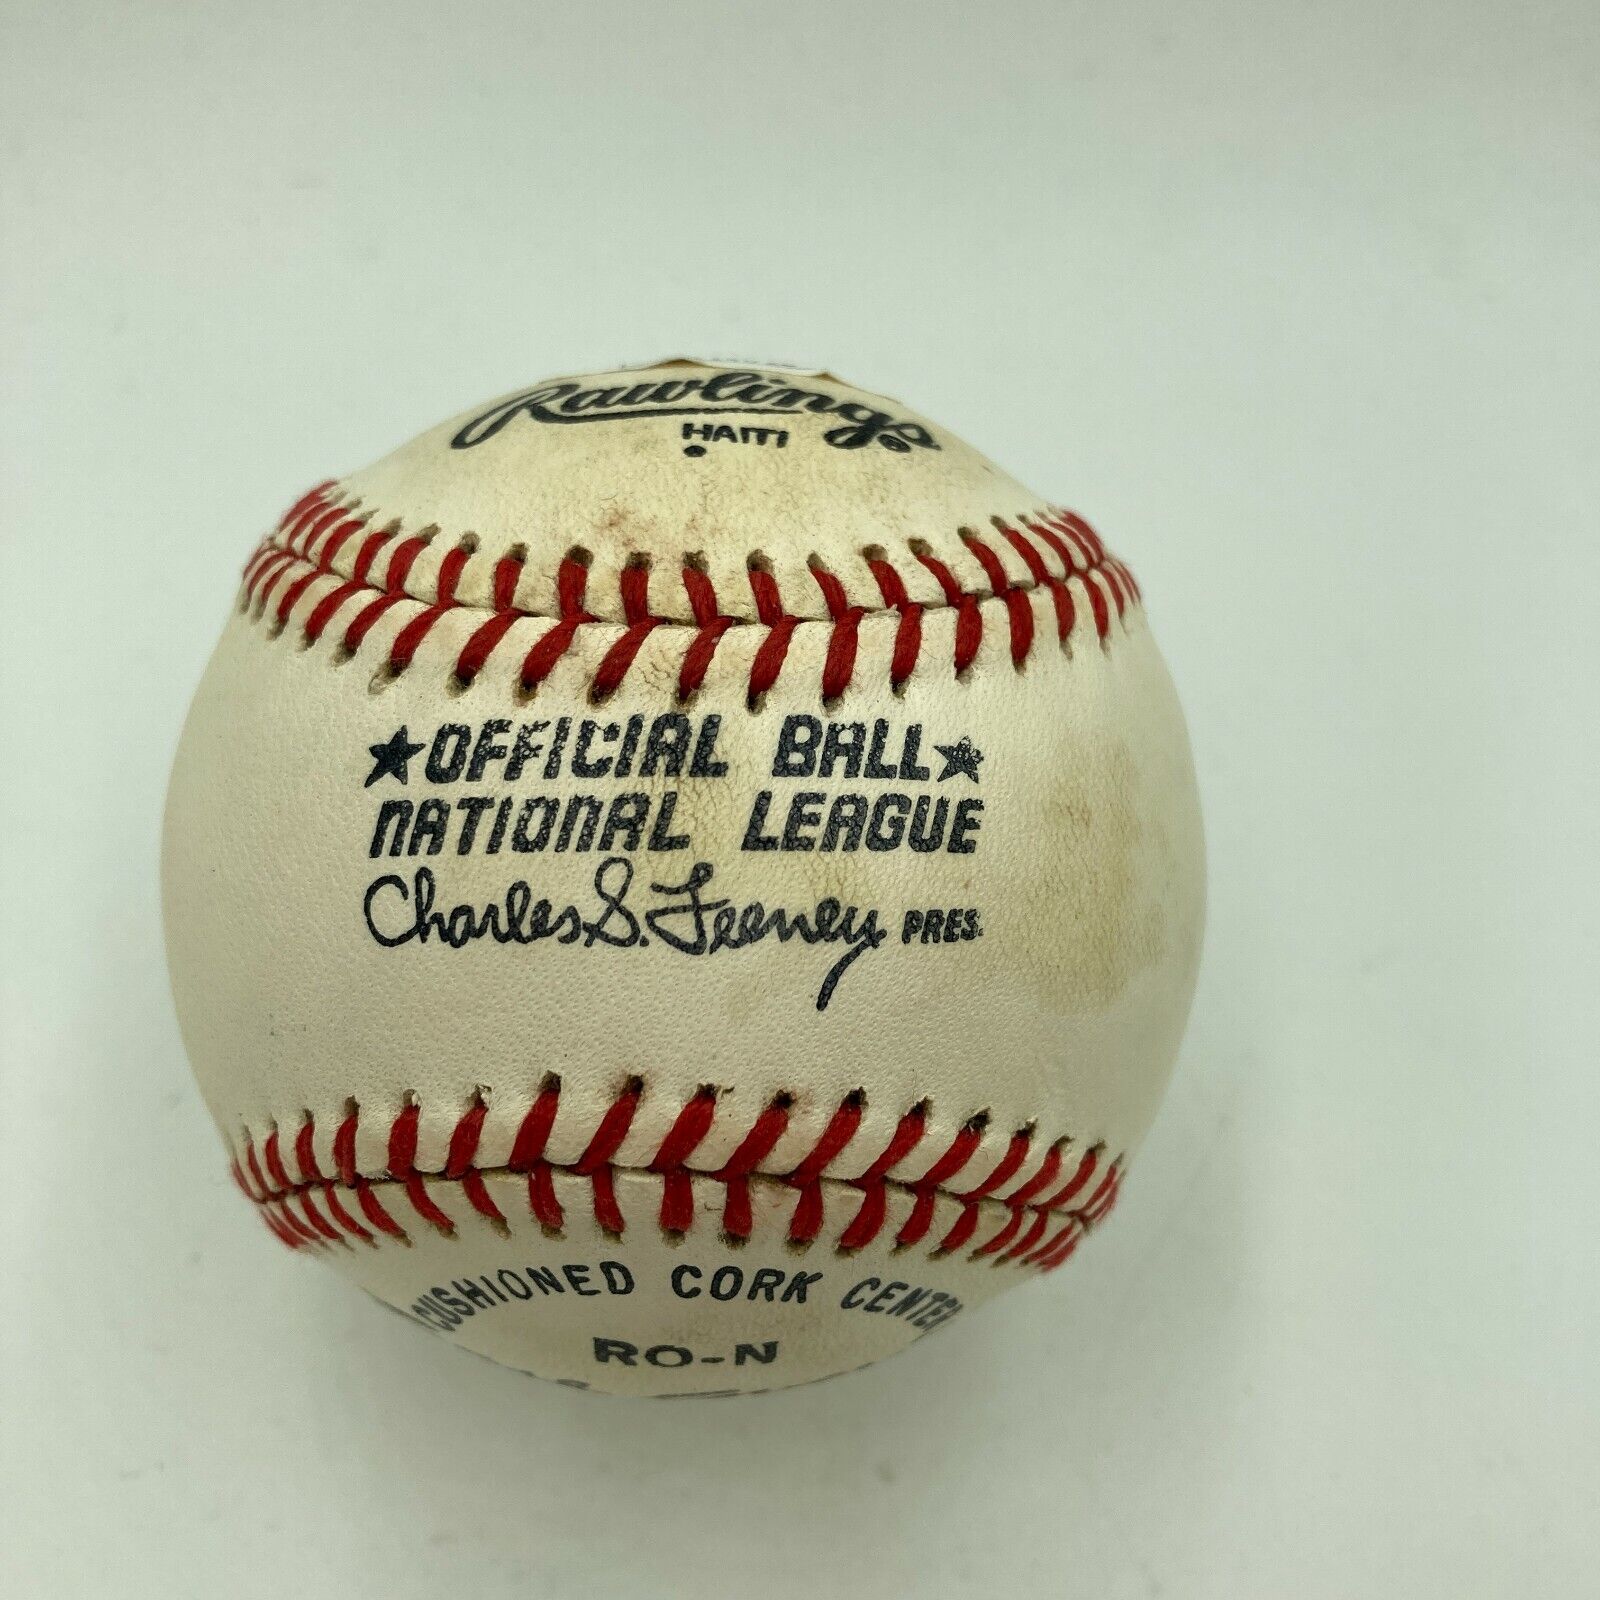 Rawlings®
HAITI
★OFFICIAL BALL★
NATIONAL LEAGUE
Charles S. Feeney PRES.
CUSHIONED CORK CENTER
RO-N